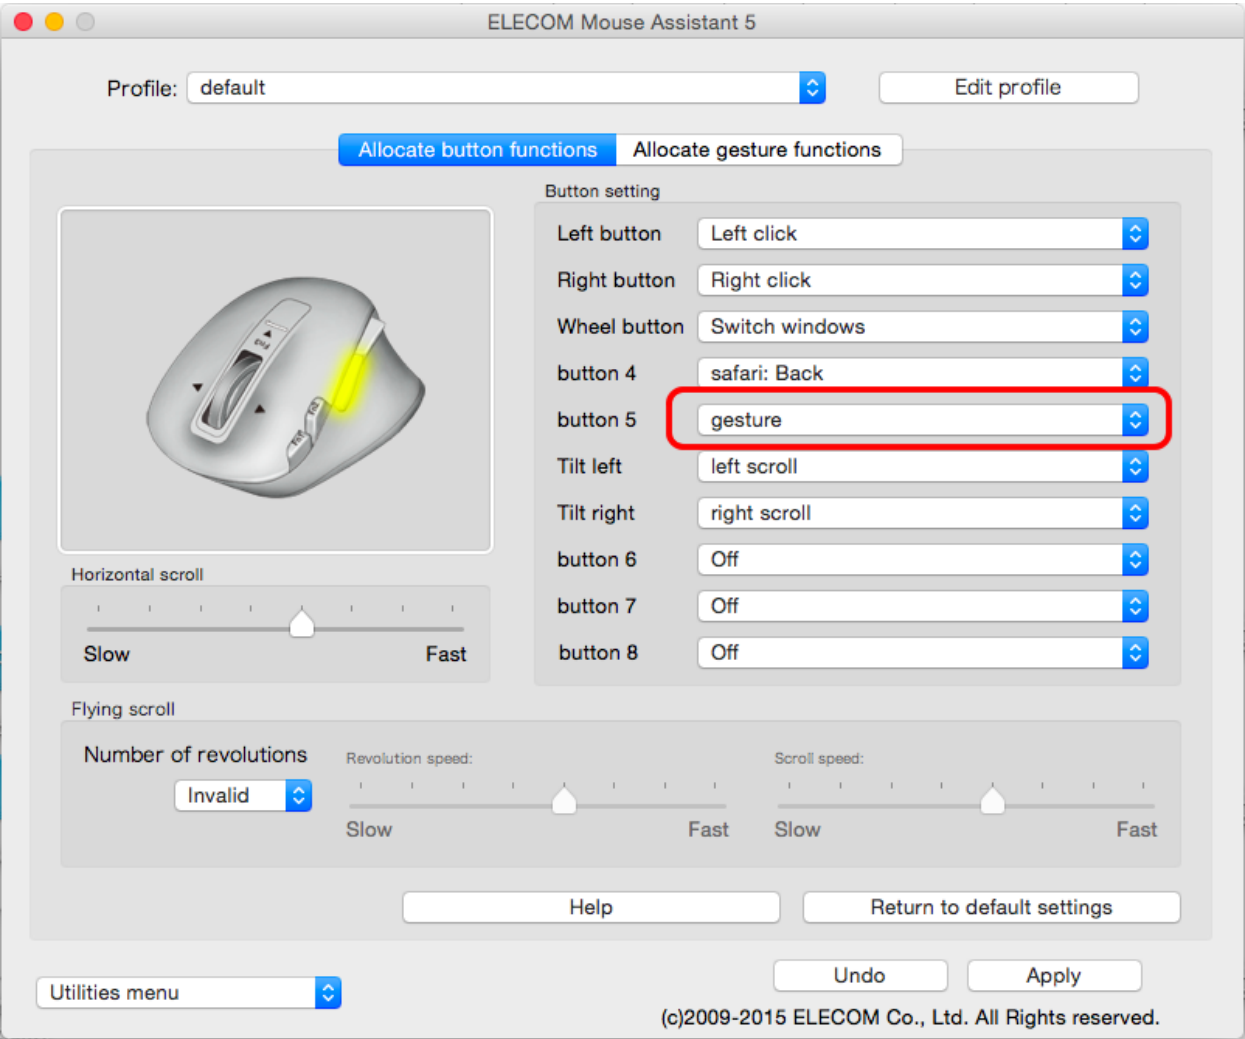 ELECOM Mouse Assistant 5
Profile: default Edit profile
Allocate button functions Allocate gesture functions
Button setting
Left button Left click
Right button Right click
Wheel button Switch windows
button 4 safari: Back
button 5 gesture
Tilt left left scroll
Tilt right right scroll
button 6 Off
button 7 Off
button 8 Off
Horizontal scroll
Slow Fast
Flying scroll
Number of revolutions
Invalid
Revolution speed:
Slow Fast
Scroll speed:
Slow Fast
Help Return to default settings
Utilities menu
Undo Apply
(c)2009-2015 ELECOM Co., Ltd. All Rights reserved.